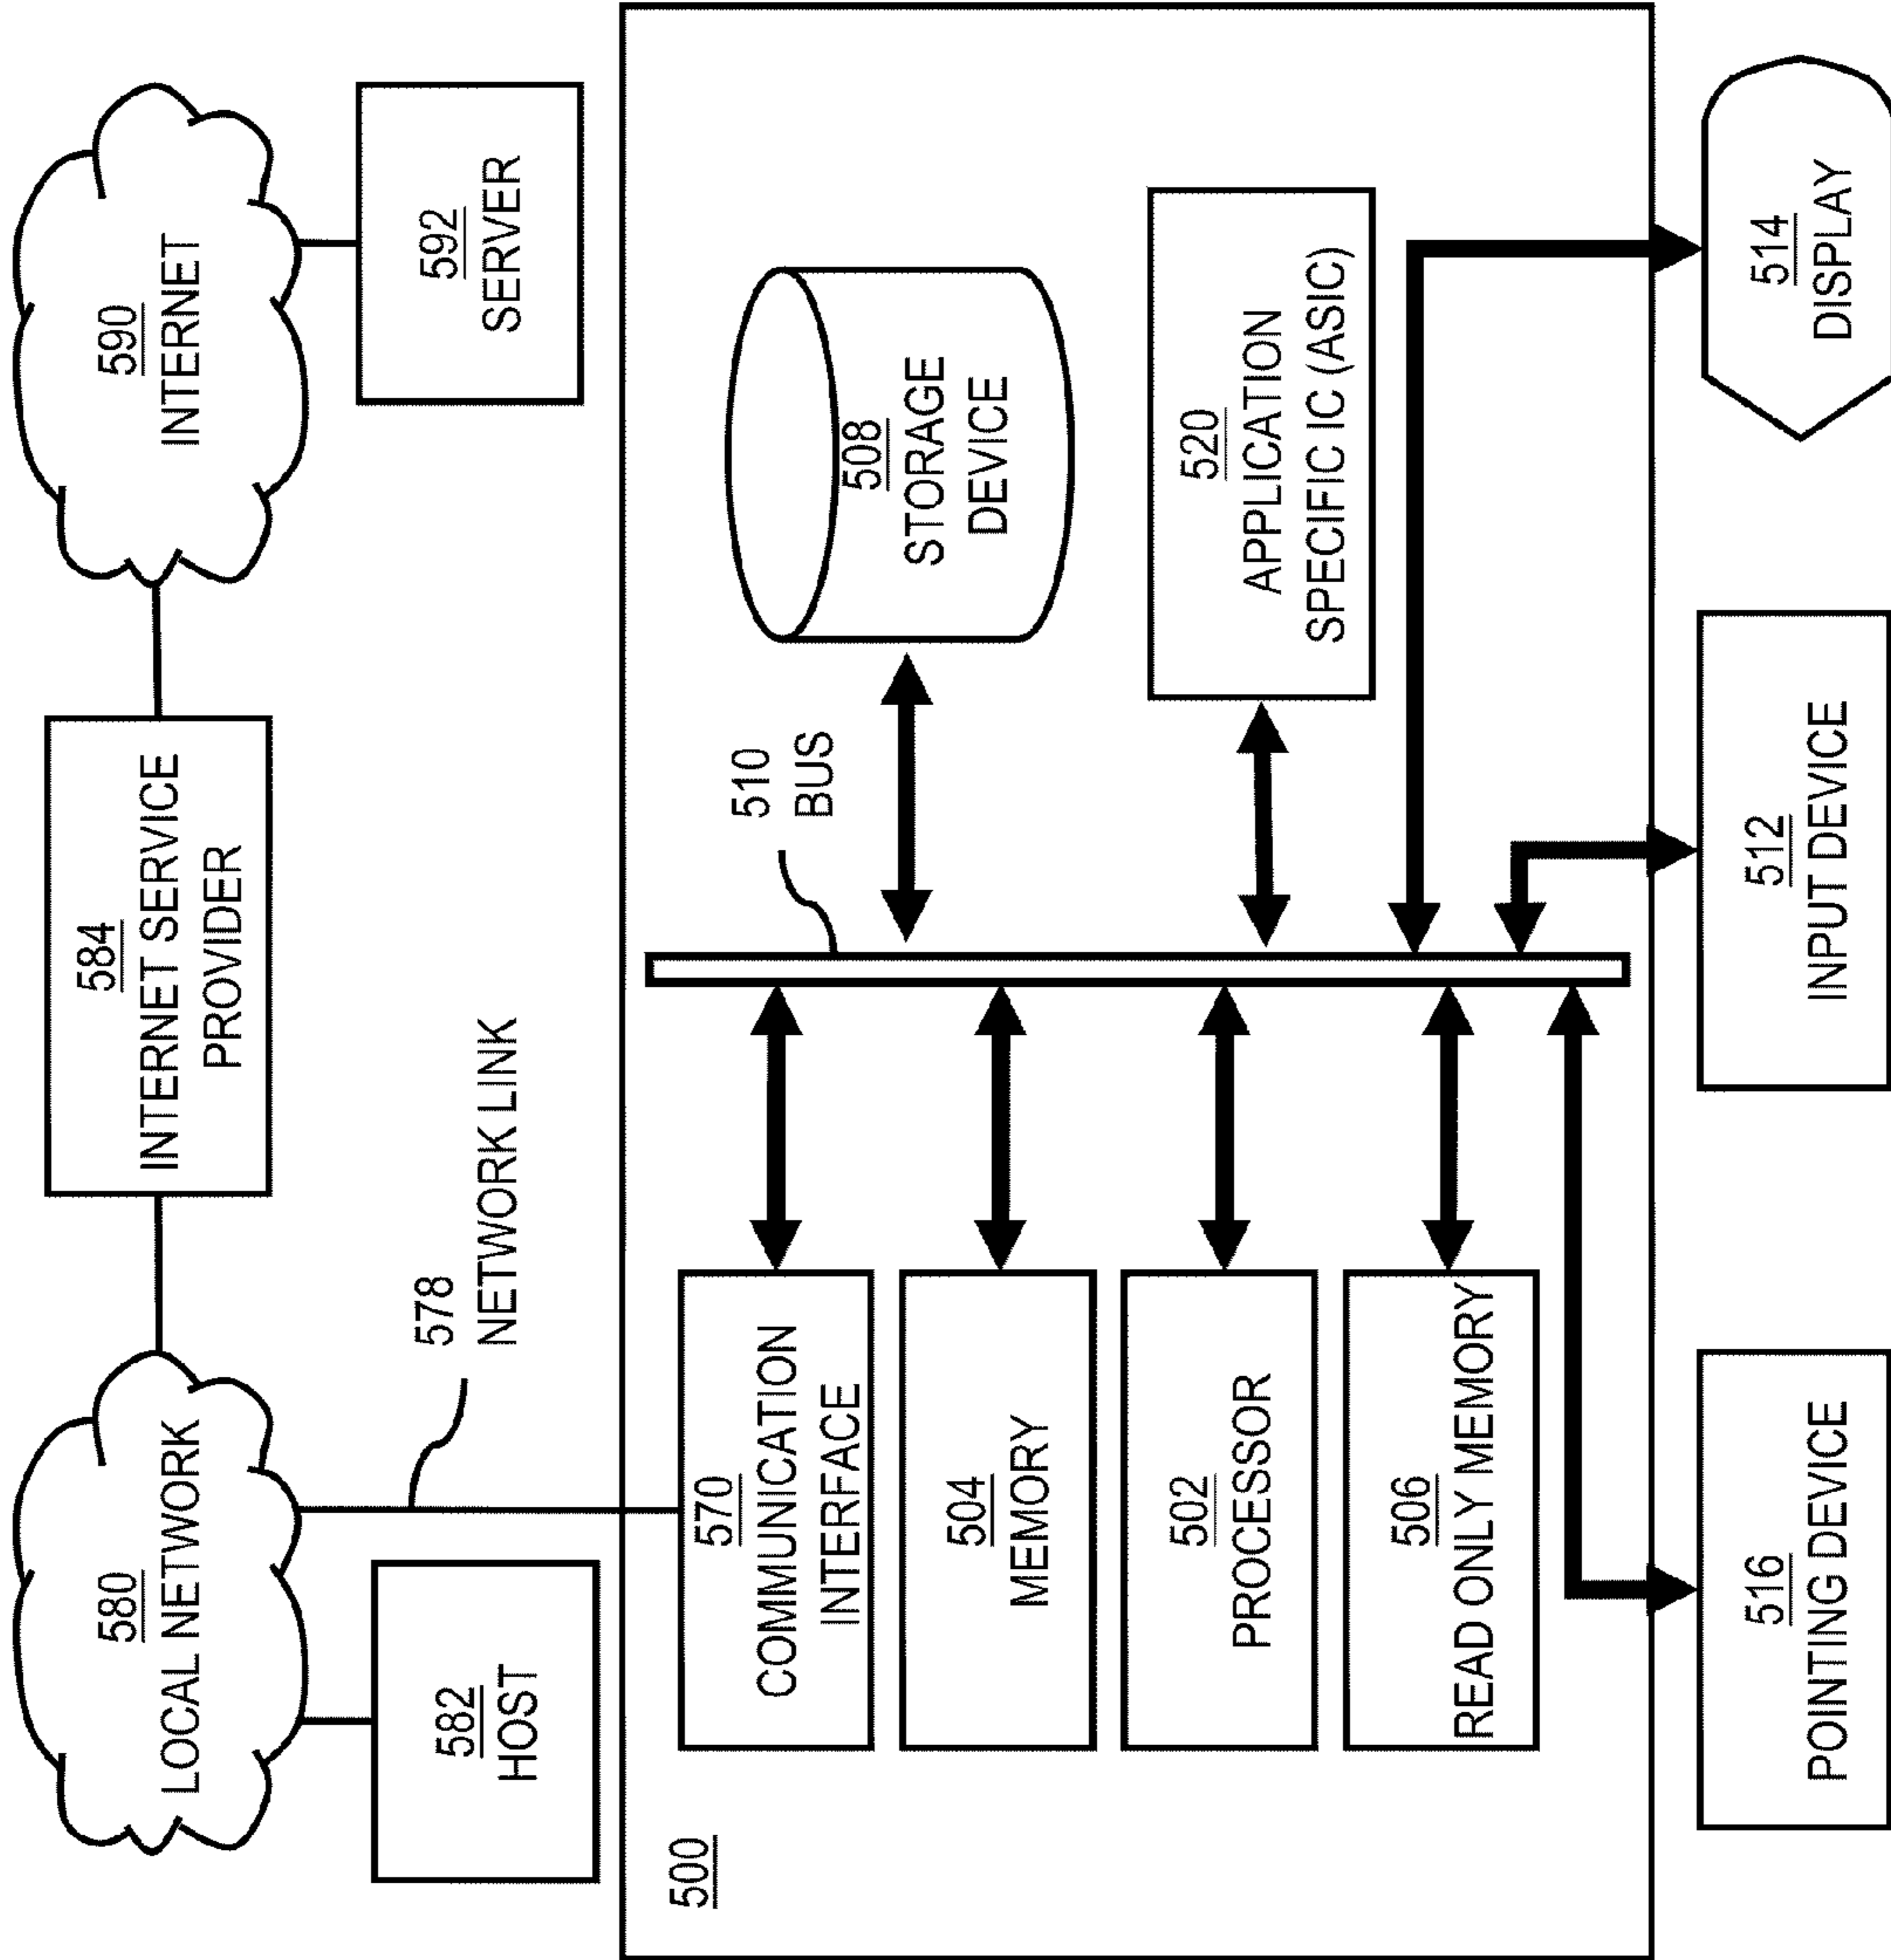 580
LOCAL NETWORK
584
INTERNET SERVICE
PROVIDER
590
INTERNET
582
HOST
578
NETWORK LINK
592
SERVER
500
570
COMMUNICATION
INTERFACE
504
MEMORY
502
PROCESSOR
506
READ ONLY MEMORY
510
BUS
508
STORAGE
DEVICE
520
APPLICATION
SPECIFIC IC (ASIC)
516
POINTING DEVICE
512
INPUT DEVICE
514
DISPLAY